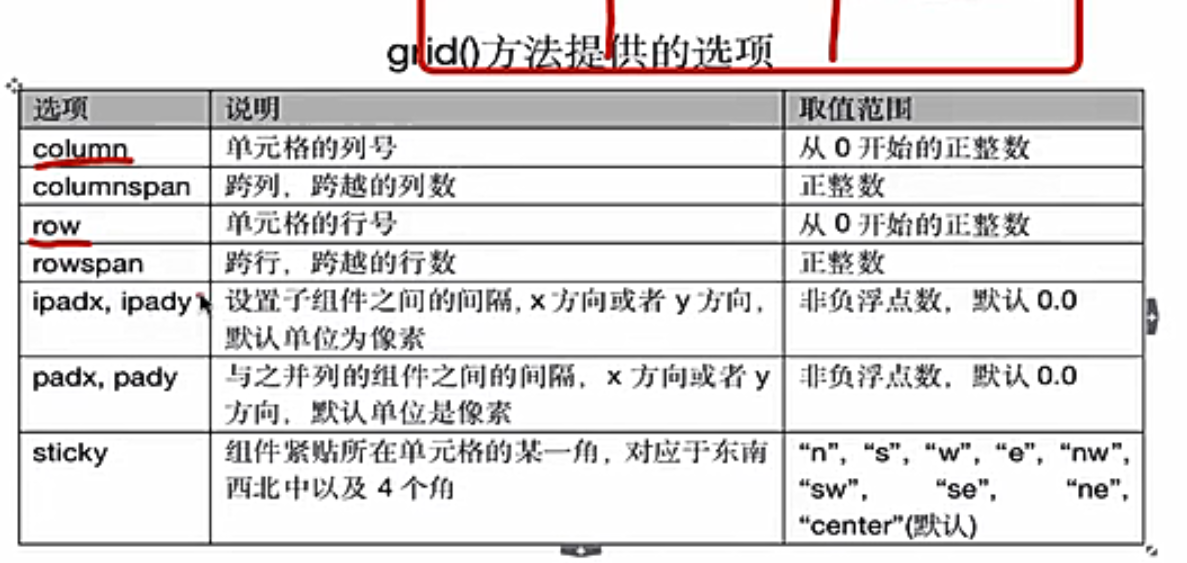 grid()方法提供的选项
选项 说明 取值范围
column 单元格的列号 从 0 开始的正整数
columnspan 跨列，跨越的列数 正整数
row 单元格的行号 从 0 开始的正整数
rowspan 跨行，跨越的行数 正整数
ipadx, ipady 设置子组件之间的间隔, x 方向或者 y 方向， 非负浮点数，默认 0.0
默认单位为像素
padx, pady 与之并列的组件之间的间隔，x 方向或者 y 非负浮点数，默认 0.0
方向，默认单位是像素
sticky 组件紧贴所在单元格的某一角，对应于东南 “n”, “s”, “w”, “e”, “nw”,
西北中以及 4 个角 “sw”, “se”, “ne”,
“center”(默认)